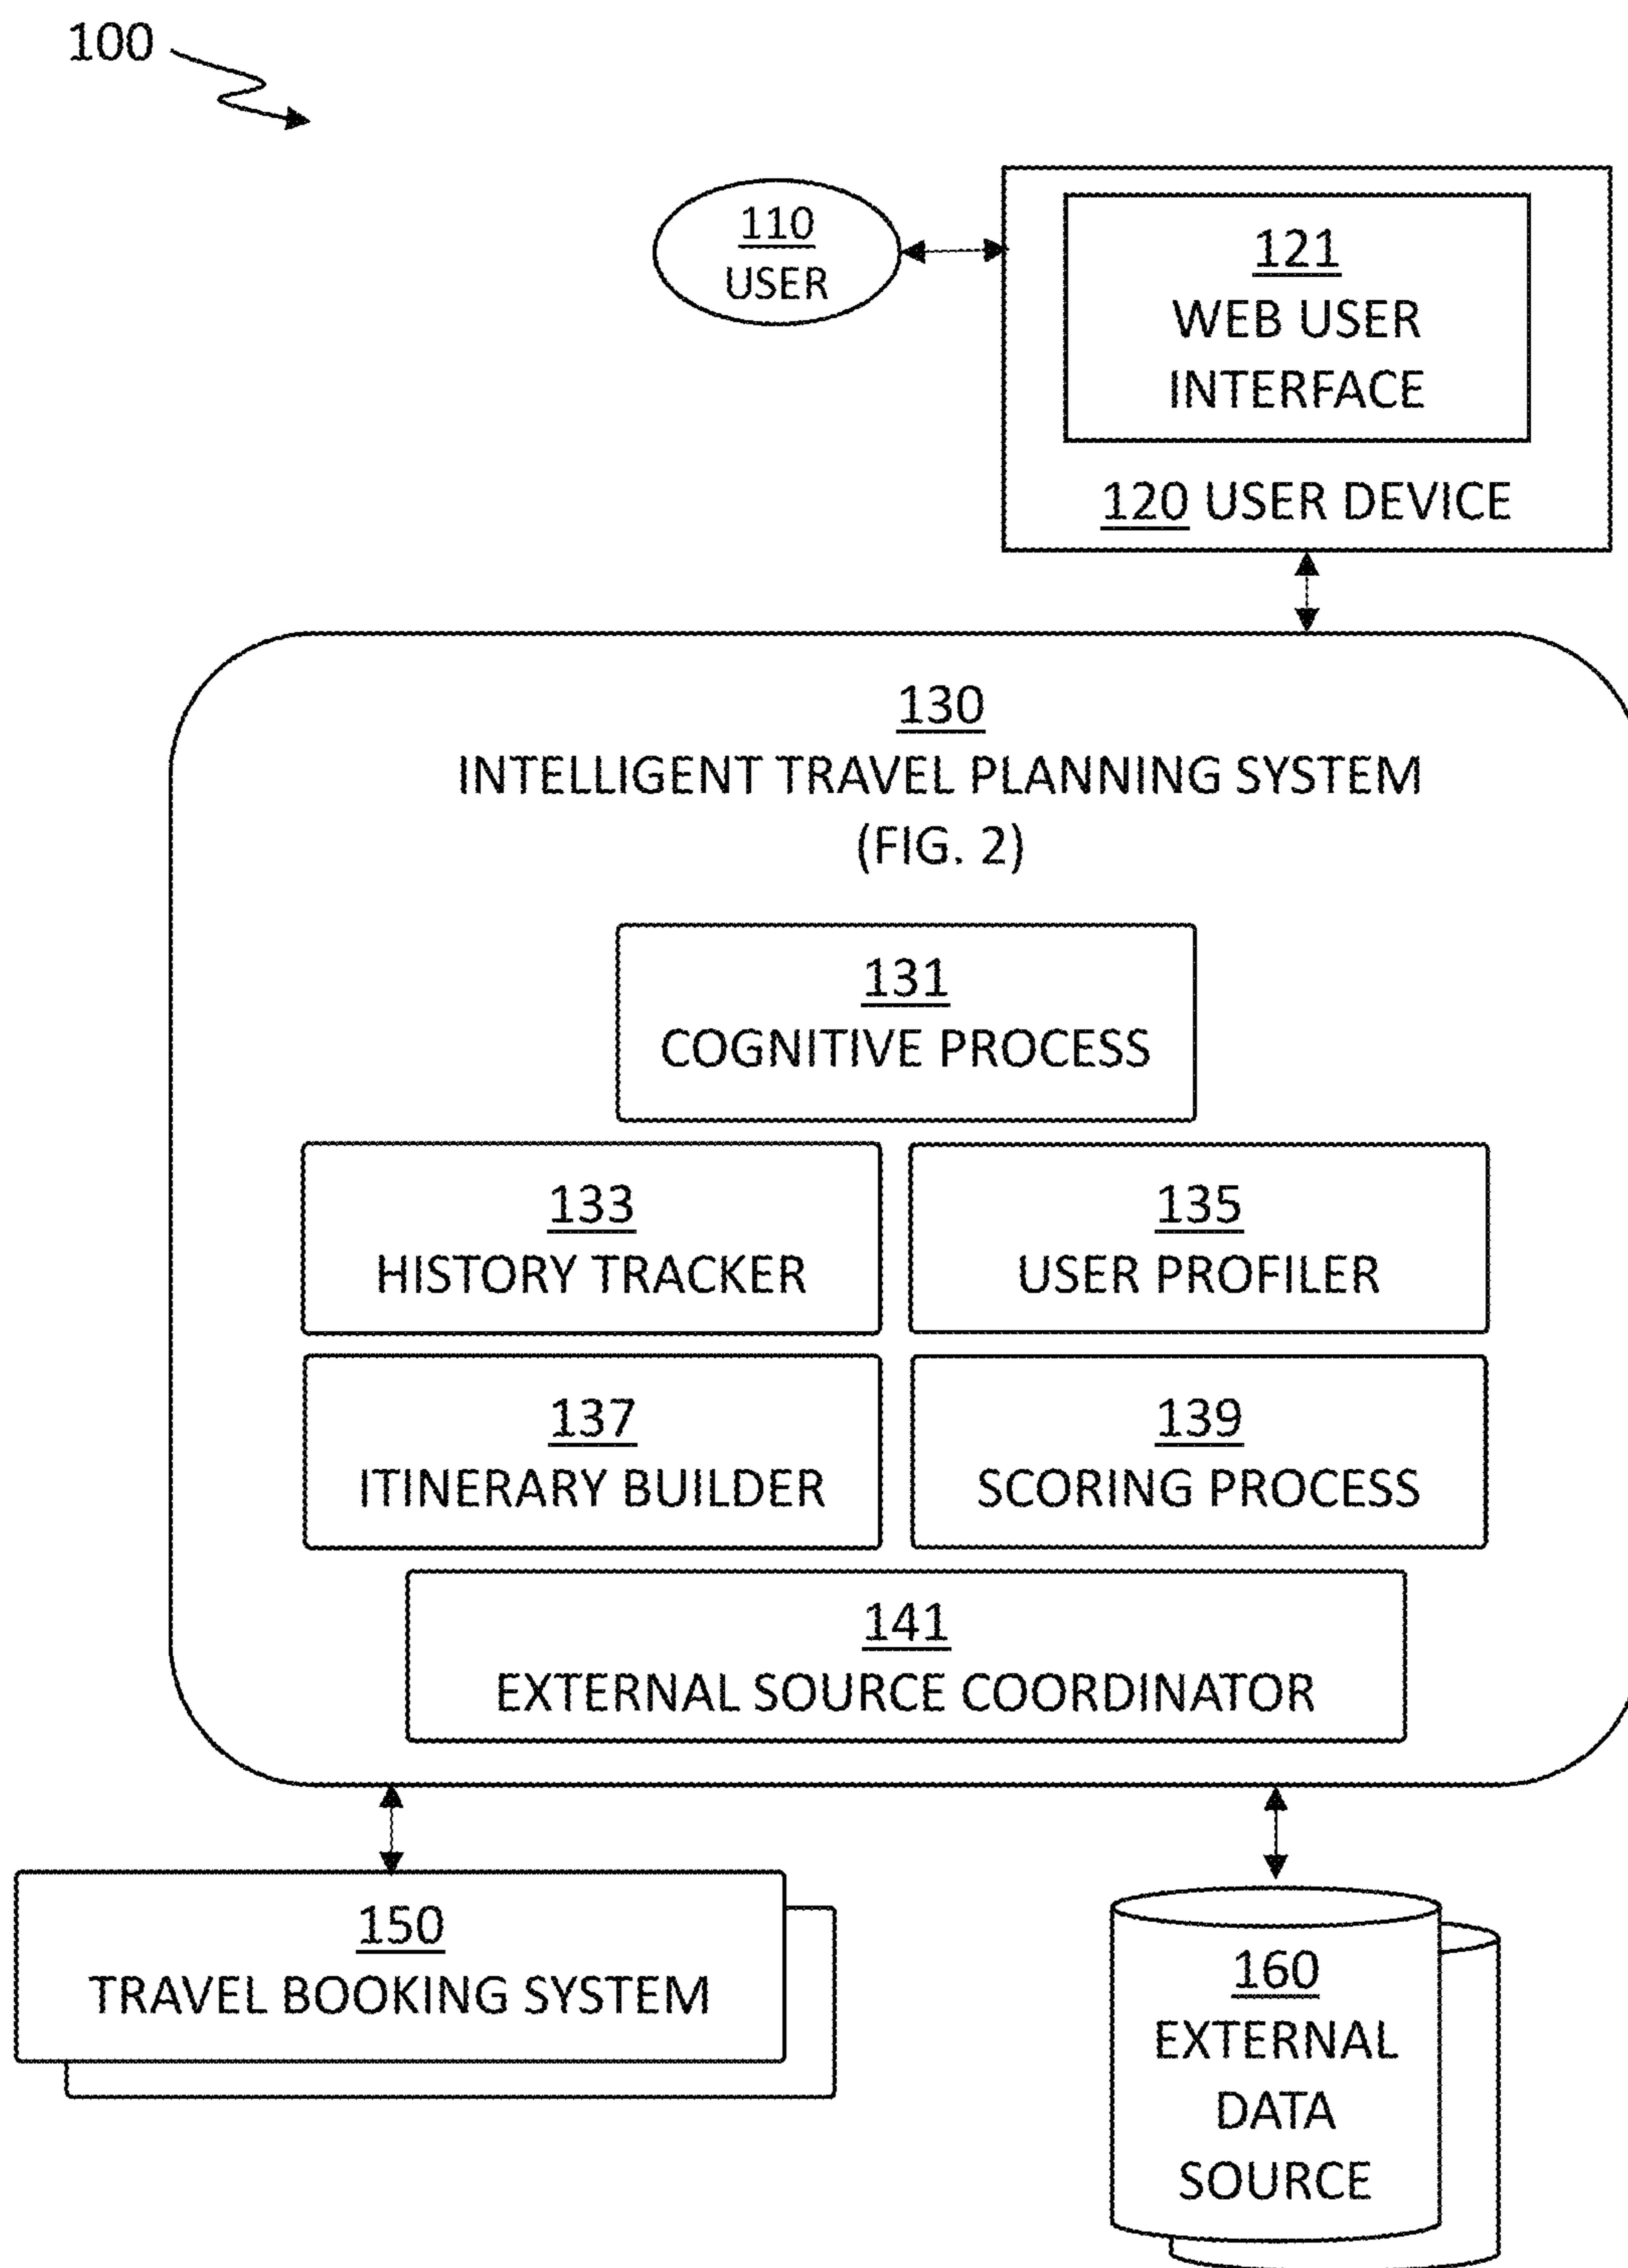 100
110
USER
121
WEB USER
INTERFACE
120 USER DEVICE
130
INTELLIGENT TRAVEL PLANNING SYSTEM
(FIG. 2)
131
COGNITIVE PROCESS
133
HISTORY TRACKER
135
USER PROFILER
137
ITINERARY BUILDER
139
SCORING PROCESS
141
EXTERNAL SOURCE COORDINATOR
150
TRAVEL BOOKING SYSTEM
160
EXTERNAL
DATA
SOURCE